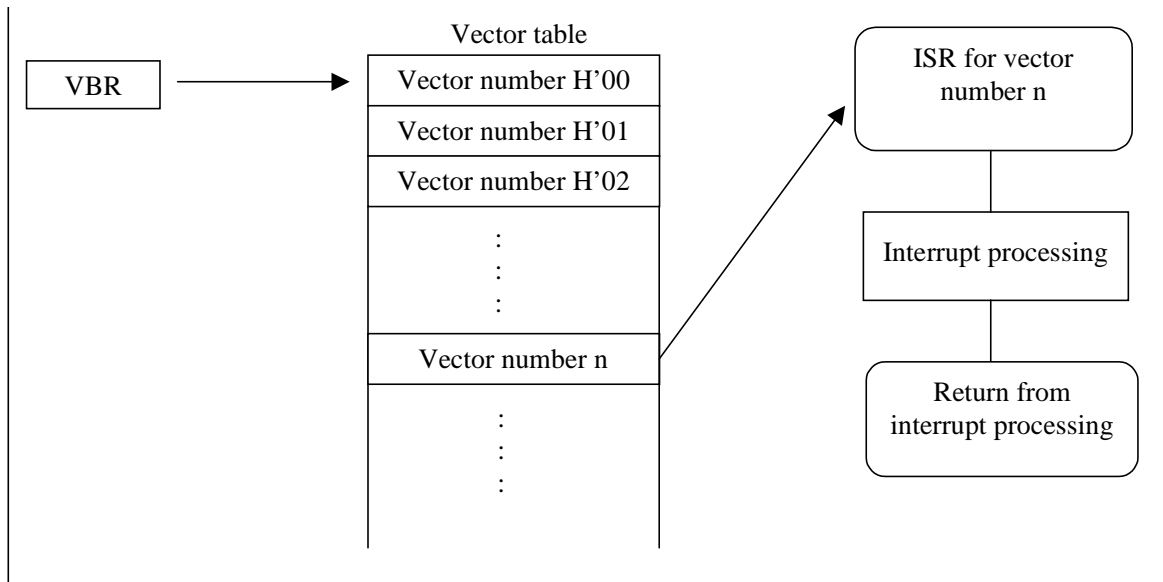 Vector table
VBR
Vector number H’00
Vector number H’01
Vector number H’02
Vector number n
ISR for vector
number n
Interrupt processing
Return from
interrupt processing